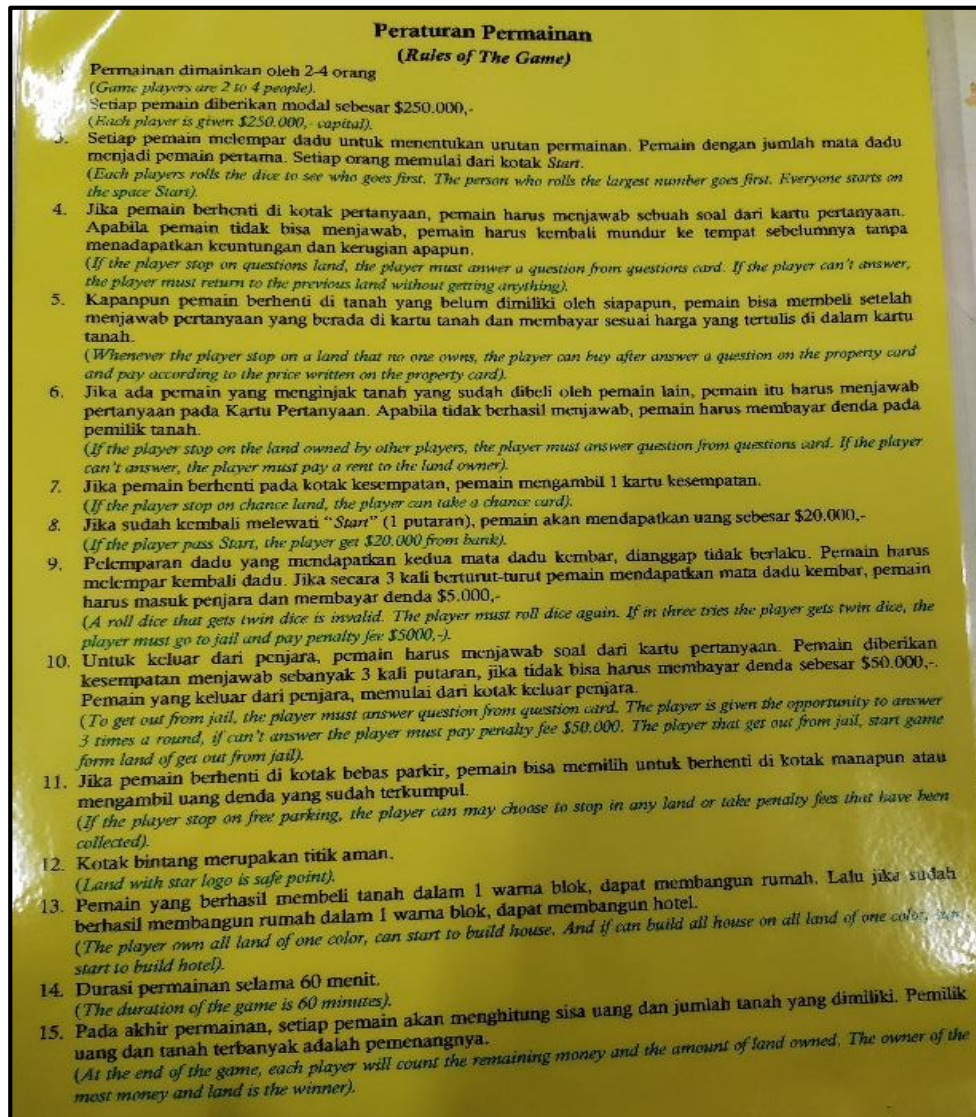 Peraturan Permainan
(Rules of The Game)
Permainan dimainkan oleh 2-4 orang
(Game players are 2 to 4 people).
Setiap pemain diberikan modal sebesar $250.000,-
(Each player is given $250.000,- capital).
3. Setiap pemain melempar dadu untuk menentukan urutan permainan. Pemain dengan jumlah mata dadu
menjadi pemain pertama. Setiap orang memulai dari kotak Start.
(Each players rolls the dice to see who goes first. The person who rolls the largest number goes first. Everyone starts on
the space Start).
4. Jika pemain berhenti di kotak pertanyaan, pemain harus menjawab sebuah soal dari kartu pertanyaan.
Apabila pemain tidak bisa menjawab, pemain harus kembali mundur ke tempat sebelumnya tanpa
menadapatkan keuntungan dan kerugian apapun.
(If the player stop on questions land, the player must anwer a question from questions card. If the player can't answer,
the player must return to the previous land without getting anything).
5. Kapanpun pemain berhenti di tanah yang belum dimiliki oleh siapapun, pemain bisa membeli setelah
menjawab pertanyaan yang berada di kartu tanah dan membayar sesuai harga yang tertulis di dalam kartu
tanah.
(Whenever the player stop on a land that no one owns, the player can buy after answer a question on the property card
and pay according to the price written on the property card).
6. Jika ada pemain yang menginjak tanah yang sudah dibeli oleh pemain lain, pemain itu harus menjawab
pertanyaan pada Kartu Pertanyaan. Apabila tidak berhasil menjawab, pemain harus membayar denda pada
pemilik tanah.
(If the player stop on the land owned by other players, the player must answer question from questions card. If the player
can't answer, the player must pay a rent to the land owner).
7. Jika pemain berhenti pada kotak kesempatan, pemain mengambil 1 kartu kesempatan.
(If the player stop on chance land, the player can take a chance card).
8. Jika sudah kembali melewati "Start" (1 putaran), pemain akan mendapatkan uang sebesar $20.000,-
(If the player pass Start, the player get $20.000 from bank).
9. Pelemparan dadu yang mendapatkan kedua mata dadu kembar, dianggap tidak berlaku. Pemain harus
melempar kembali dadu. Jika secara 3 kali berturut-turut pemain mendapatkan mata dadu kembar, pemain
harus masuk penjara dan membayar denda $5.000,-
(A roll dice that gets twin dice is invalid. The player must roll dice again. If in three tries the player gets twin dice, the
player must go to jail and pay penalty fee $5000,-).
10. Untuk keluar dari penjara, pemain harus menjawab soal dari kartu pertanyaan. Pemain diberikan
kesempatan menjawab sebanyak 3 kali putaran, jika tidak bisa harus membayar denda sebesar $50.000,-.
Pemain yang keluar dari penjara, memulai dari kotak keluar penjara.
(To get out from jail, the player must answer question from question card. The player is given the opportunity to answer
3 times a round, if can't answer the player must pay penalty fee $50.000. The player that get out from jail, start game
form land of get out from jail).
11. Jika pemain berhenti di kotak bebas parkir, pemain bisa memilih untuk berhenti di kotak manapun atau
mengambil uang denda yang sudah terkumpul.
(If the player stop on free parking, the player can may choose to stop in any land or take penalty fees that have been
collected).
12. Kotak bintang merupakan titik aman.
(Land with star logo is safe point).
13. Pemain yang berhasil membeli tanah dalam 1 warna blok, dapat membangun rumah. Lalu jika sudah
berhasil membangun rumah dalam 1 warna blok, dapat membangun hotel.
(The player own all land of one color, can start to build house. And if can build all house on all land of one color,
start to build hotel).
14. Durasi permainan selama 60 menit.
(The duration of the game is 60 minutes).
15. Pada akhir permainan, setiap pemain akan menghitung sisa uang dan jumlah tanah yang dimiliki. Pemilik
uang dan tanah terbanyak adalah pemenangnya.
(At the end of the game, each player will count the remaining money and the amount of land owned. The owner of the
most money and land is the winner).